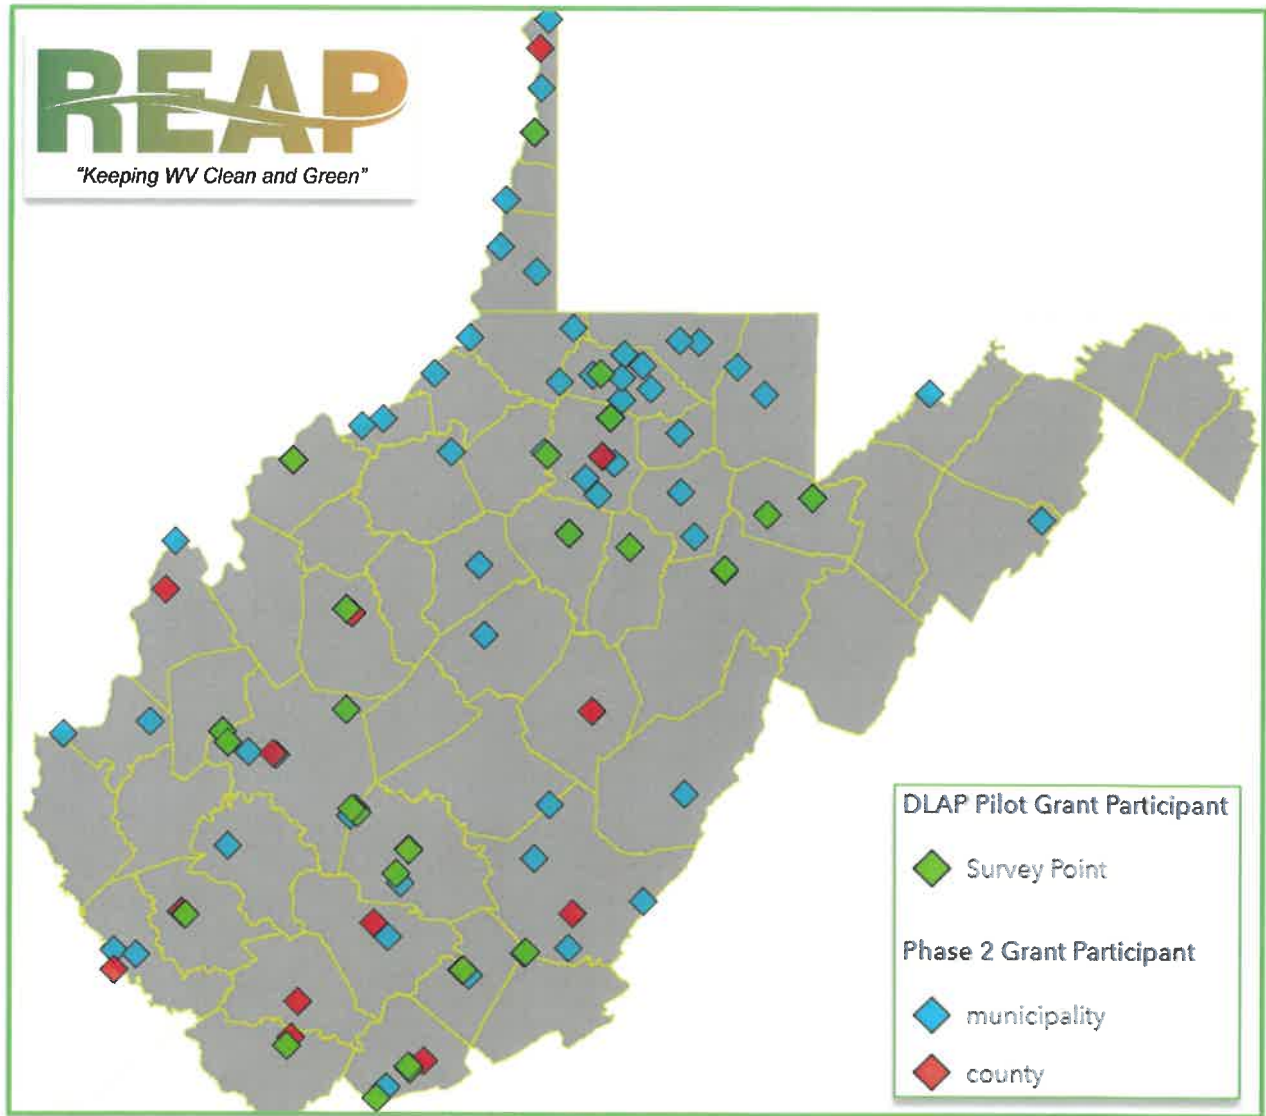 REAP
"Keeping WV Clean and Green"
DLAP Pilot Grant Participant
Survey Point
Phase 2 Grant Participant
municipality
county